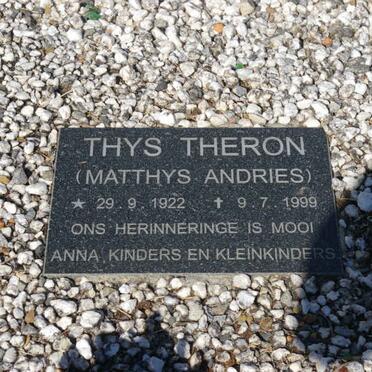 THYS THERON
(MATTHYS ANDRIES)
★ 29.9.1922 ✝ 9.7.1999
ONS HERINNERINGE IS MOOI
ANNA KINDERS EN KLEINKINDERS